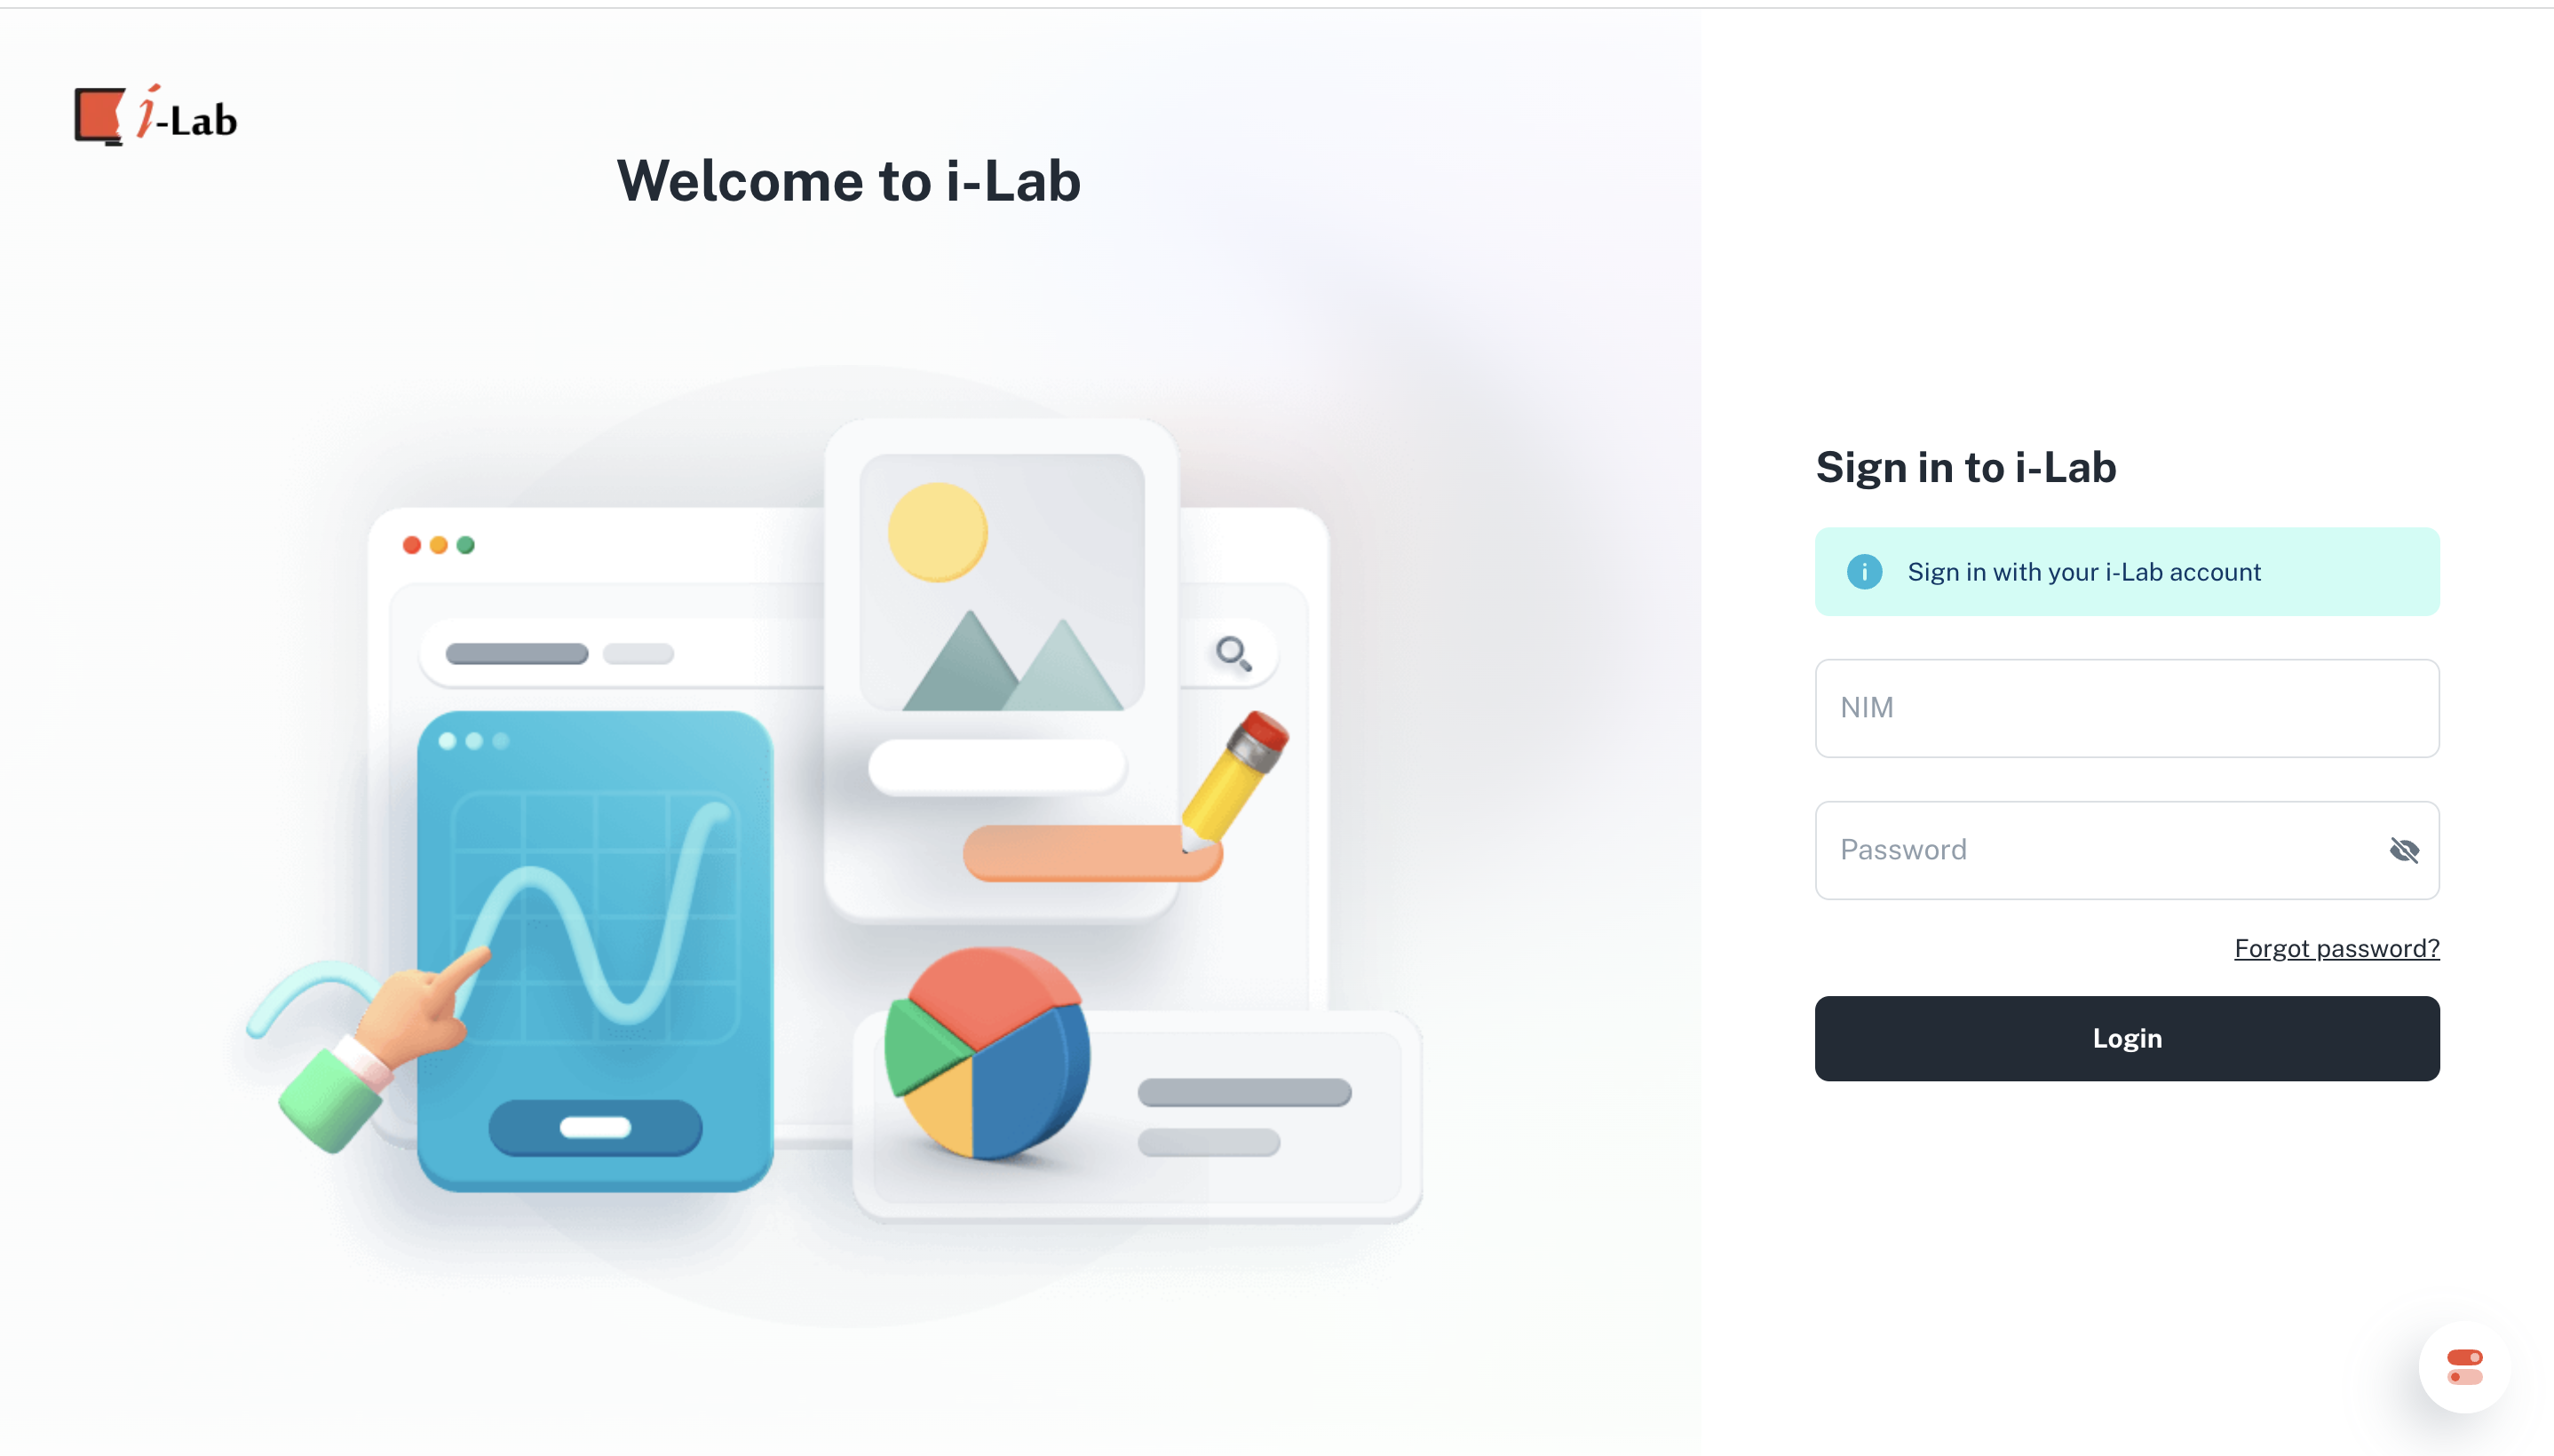 i-Lab
Welcome to i-Lab
Sign in to i-Lab
Sign in with your i-Lab account
NIM
Password
Forgot password?
Login